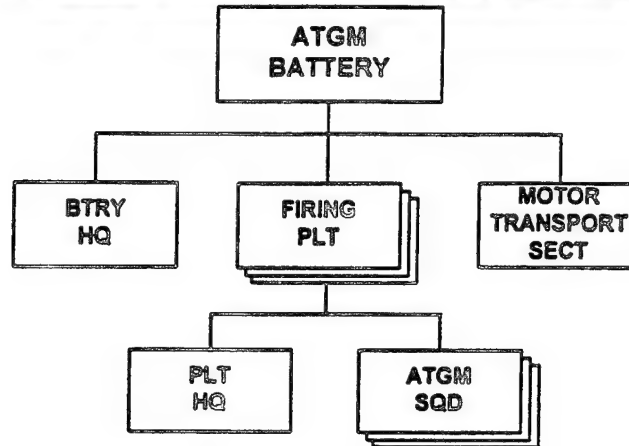 ATGM
BATTERY
BTRY
HQ
FIRING
PLT
MOTOR
TRANSPORT
SECT
PLT
HQ
ATGM
SQD